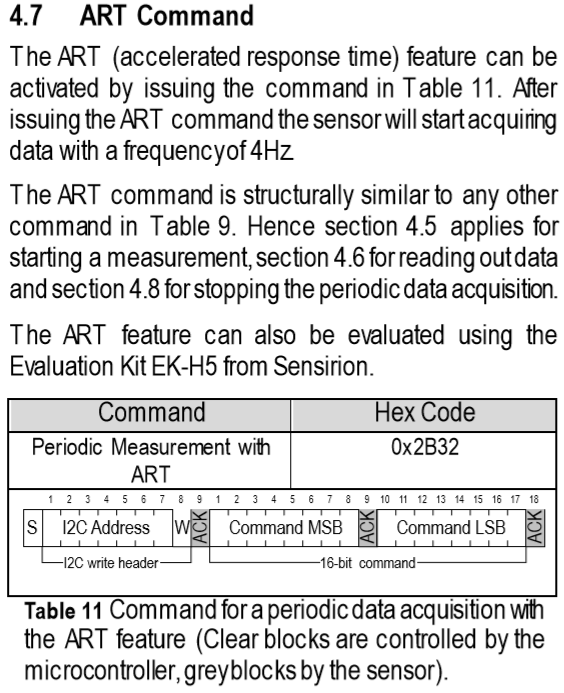 4.7 ART Command
The ART (accelerated response time) feature can be
activated by issuing the command in Table 11. After
issuing the ART command the sensor will start acquiring
data with a frequency of 4Hz.
The ART command is structurally similar to any other
command in Table 9. Hence section 4.5 applies for
starting a measurement, section 4.6 for reading out data
and section 4.8 for stopping the periodic data acquisition.
The ART feature can also be evaluated using the
Evaluation Kit EK-H5 from Sensirion.
Command Hex Code
Periodic Measurement with 0x2B32
ART
1 2 3 4 5 6 7 8 9 1 2 3 4 5 6 7 8 9 10 11 12 13 14 15 16 17 18
S I2C Address W ACK Command MSB ACK Command LSB ACK
I2C write header 16-bit command
Table 11 Command for a periodic data acquisition with
the ART feature (Clear blocks are controlled by the
microcontroller, grey blocks by the sensor).